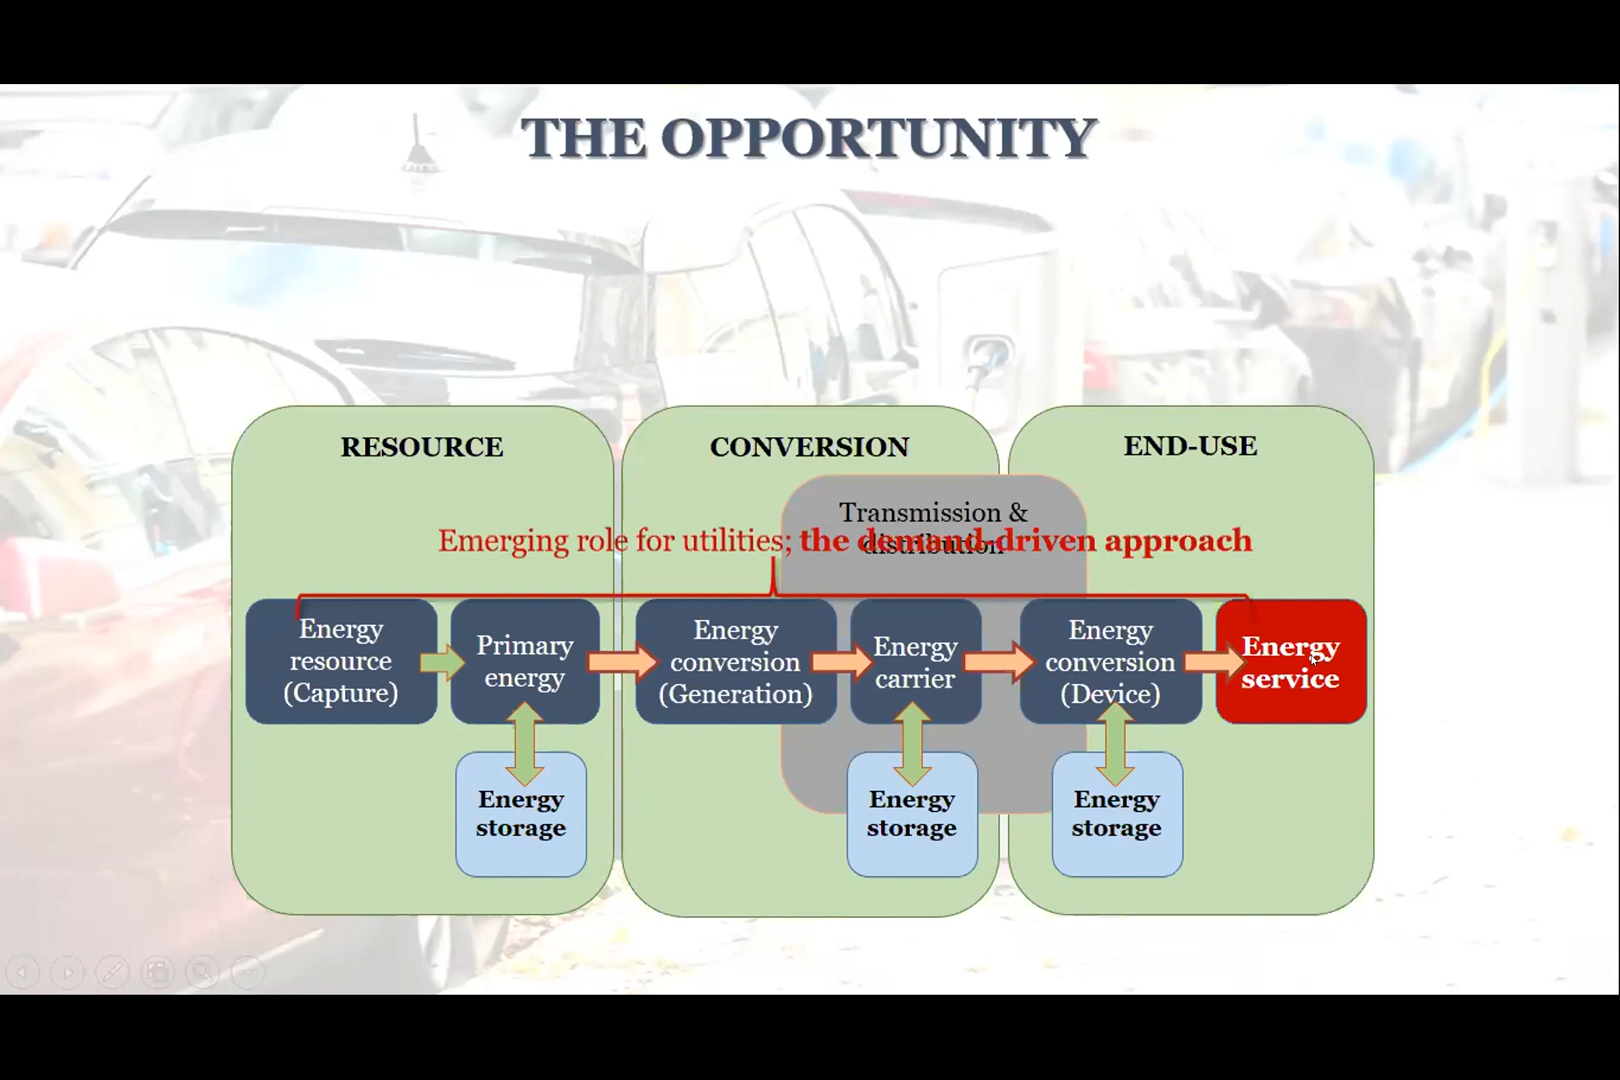 THE OPPORTUNITY
RESOURCE
CONVERSION
END-USE
Transmission &
distribution
Emerging role for utilities; the demand-driven approach
Energy
resource
(Capture)
Primary
energy
Energy
conversion
(Generation)
Energy
carrier
Energy
conversion
(Device)
Energy
service
Energy
storage
Energy
storage
Energy
storage